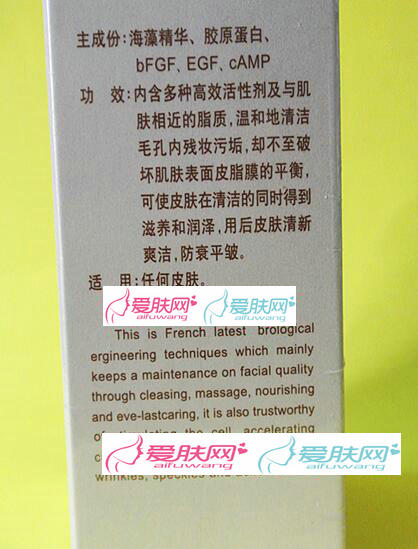 主成份:海藻精华、胶原蛋白、
bFGF、EGF、cAMP
功 效:内含多种高效活性剂及与肌
肤相近的脂质,温和地清洁
毛孔内残妆污垢,却不至破
坏肌肤表面皮脂膜的平衡,
可使皮肤在清洁的同时得到
滋养和润泽,用后皮肤清新
爽洁,防衰平皱。
适 用:任何皮肤。
爱肤网 爱肤网
aifuwang aifuwang
This is French latest brological
ergineering techniques which mainly
keeps a maintenance on facial quality
through cleasing, massage, nourishing
and eve-lastcaring, it is also trustworthy
the cell, accelerating
爱肤网 爱肤网
aifuwang aifuwang
wrinkles, speckles and